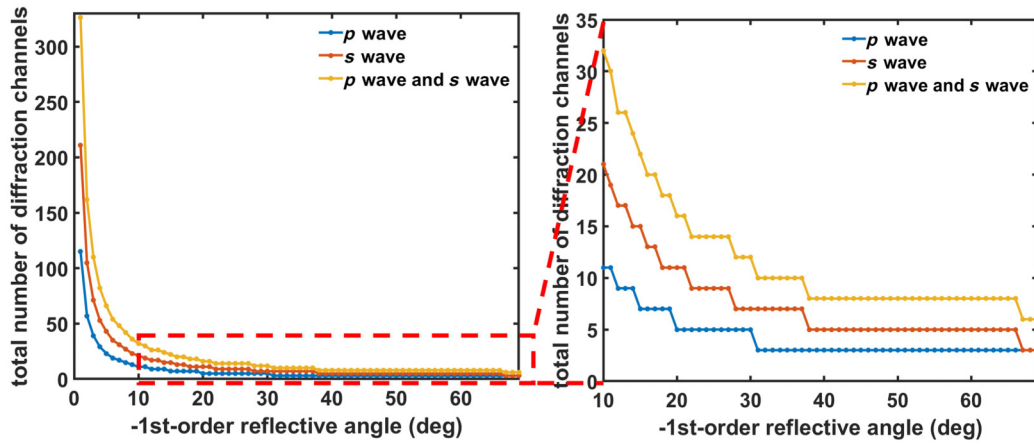 total number of diffraction channels
300
250
200
150
100
50
0
p wave
s wave
p wave and s wave
0 10 20 30 40 50 60
-1st-order reflective angle (deg)
total number of diffraction channels
35
30
25
20
15
10
5
0
p wave
s wave
p wave and s wave
10 20 30 40 50 60
-1st-order reflective angle (deg)